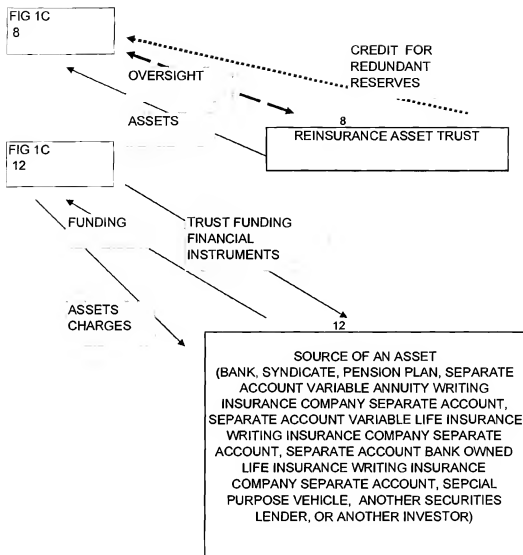 FIG 1C
8
CREDIT FOR
REDUNDANT
RESERVES
OVERSIGHT
ASSETS
8
REINSURANCE ASSET TRUST
FIG 1C
12
FUNDING
TRUST FUNDING
FINANCIAL
INSTRUMENTS
ASSETS
CHARGES
12
SOURCE OF AN ASSET
(BANK, SYNDICATE, PENSION PLAN, SEPARATE
ACCOUNT VARIABLE ANNUITY WRITING
INSURANCE COMPANY SEPARATE ACCOUNT,
SEPARATE ACCOUNT VARIABLE LIFE INSURANCE
WRITING INSURANCE COMPANY SEPARATE
ACCOUNT, SEPARATE ACCOUNT BANK OWNED
LIFE INSURANCE WRITING INSURANCE
COMPANY SEPARATE ACCOUNT, SEPCIAL
PURPOSE VEHICLE, ANOTHER SECURITIES
LENDER, OR ANOTHER INVESTOR)